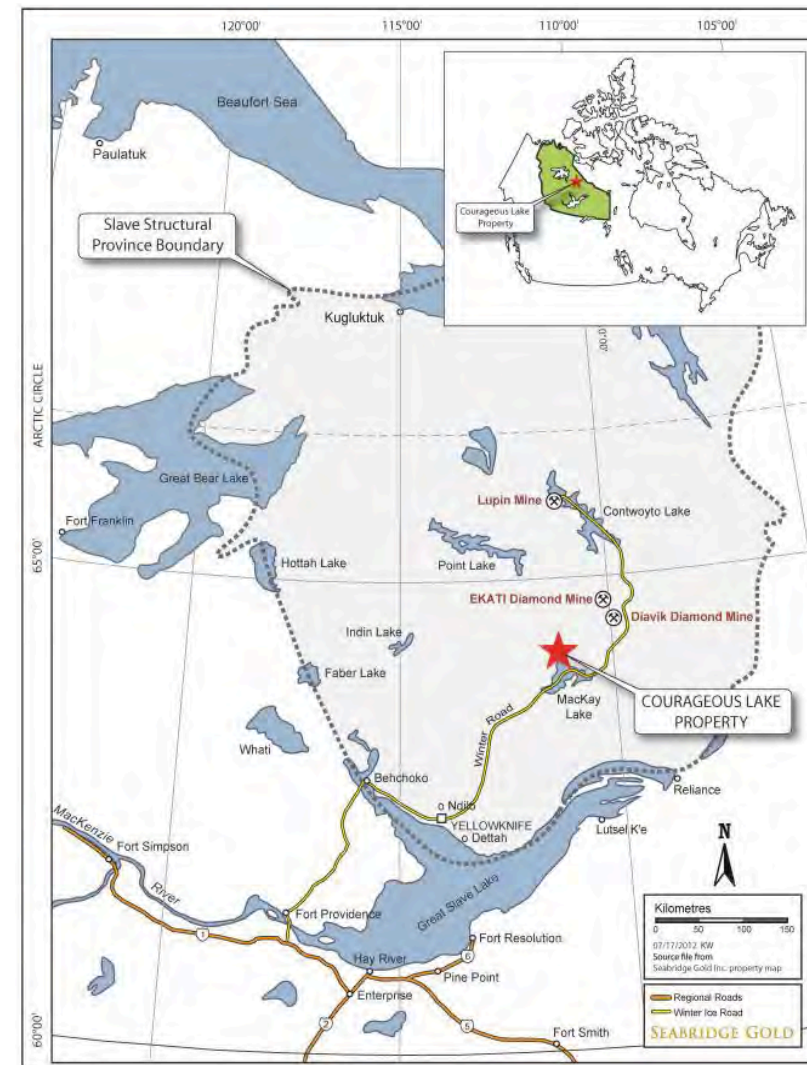 120°00'
115°00'
110°00'
105°00'
Beaufort Sea
Paulatuk
Courageous Lake
Property
Slave Structural
Province Boundary
Kugluktuk
ARCTIC CIRCLE
Great Bear Lake
Fort Franklin
65°00'
Lupin Mine
Contwoyto Lake
Hottah Lake
Point Lake
EKATI Diamond Mine
Diavik Diamond Mine
Indin Lake
Faber Lake
COURAGEOUS LAKE
PROPERTY
MacKay
Lake
Whati
Winter Road
Behchoko
Ndilo
YELLOWKNIFE
Dettah
Reliance
Lutsel K'e
MacKenzie
River
Fort Simpson
Great Slave Lake
Fort Providence
N
1
Fort Resolution
Hay River
6
Pine Point
Enterprise
2
5
Fort Smith
60°00'
Kilometres
0 50 100 150
07/17/2012 KW
Source file from
Seabridge Gold Inc. property map
Regional Roads
Winter Ice Road
SEABRIDGE GOLD